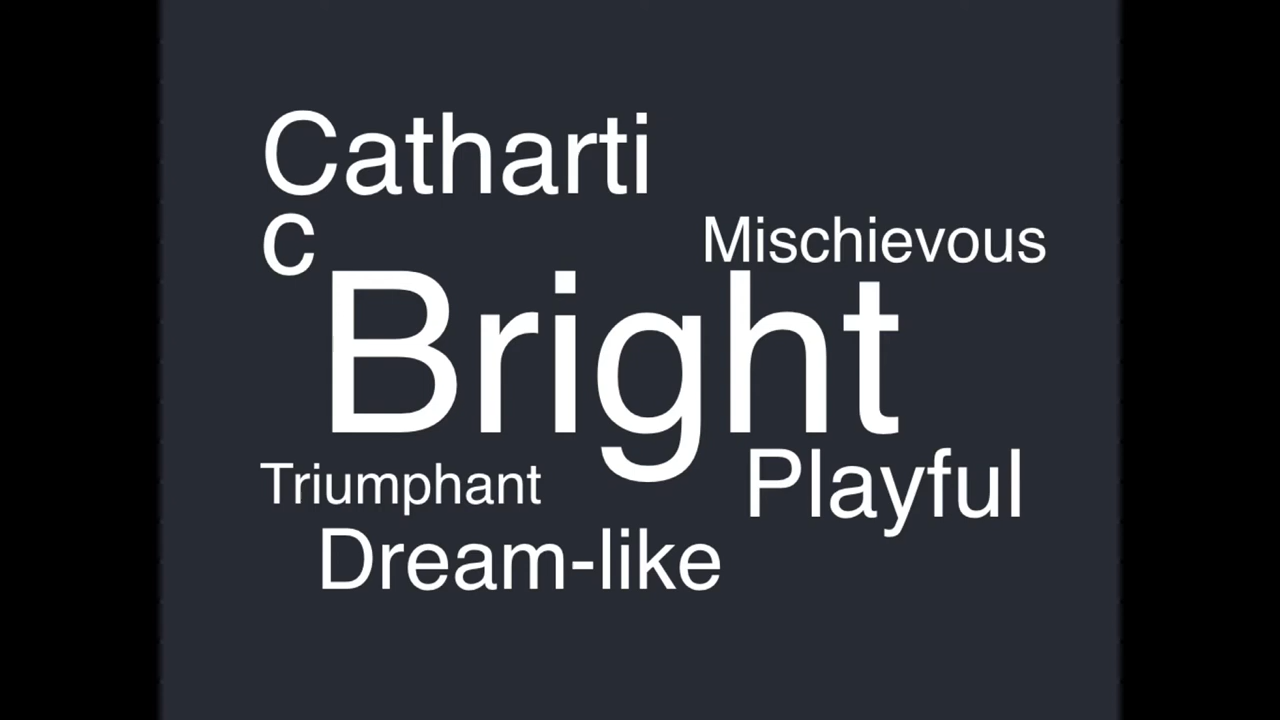 Catharti
c
Mischievous
Bright
Triumphant
Playful
Dream-like